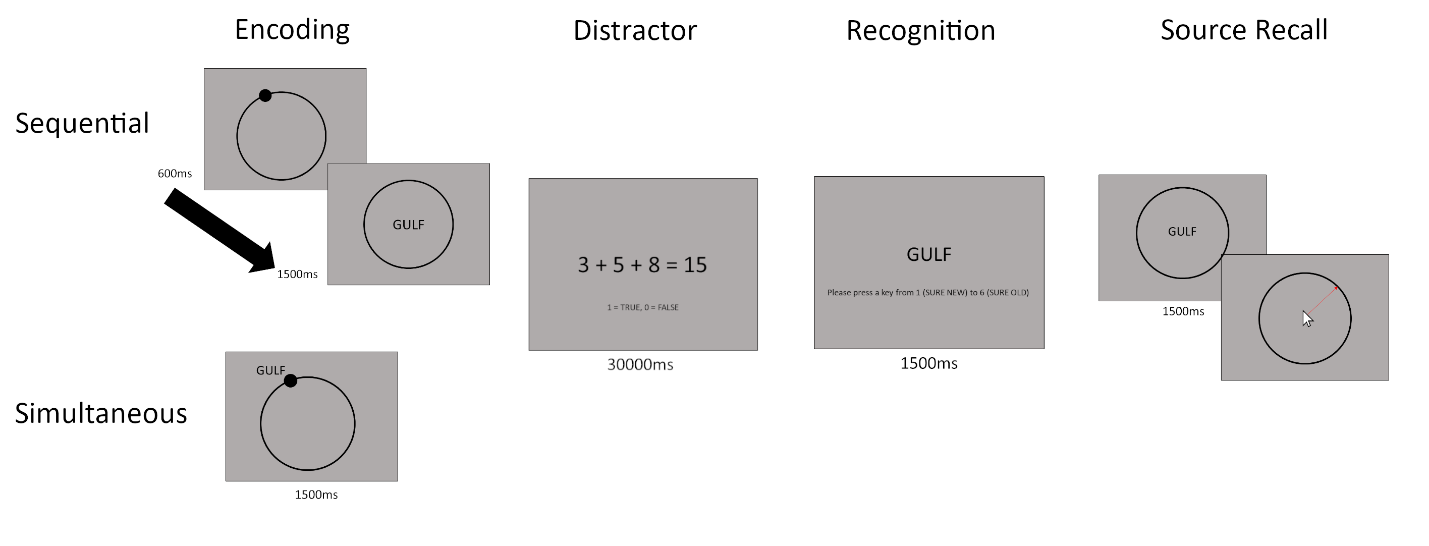 Encoding
Distractor
Recognition
Source Recall
Sequential
600ms
1500ms
GULF
3 + 5 + 8 = 15
1 = TRUE, 0 = FALSE
30000ms
GULF
Please press a key from 1 (SURE NEW) to 6 (SURE OLD)
1500ms
GULF
1500ms
Simultaneous
GULF
1500ms